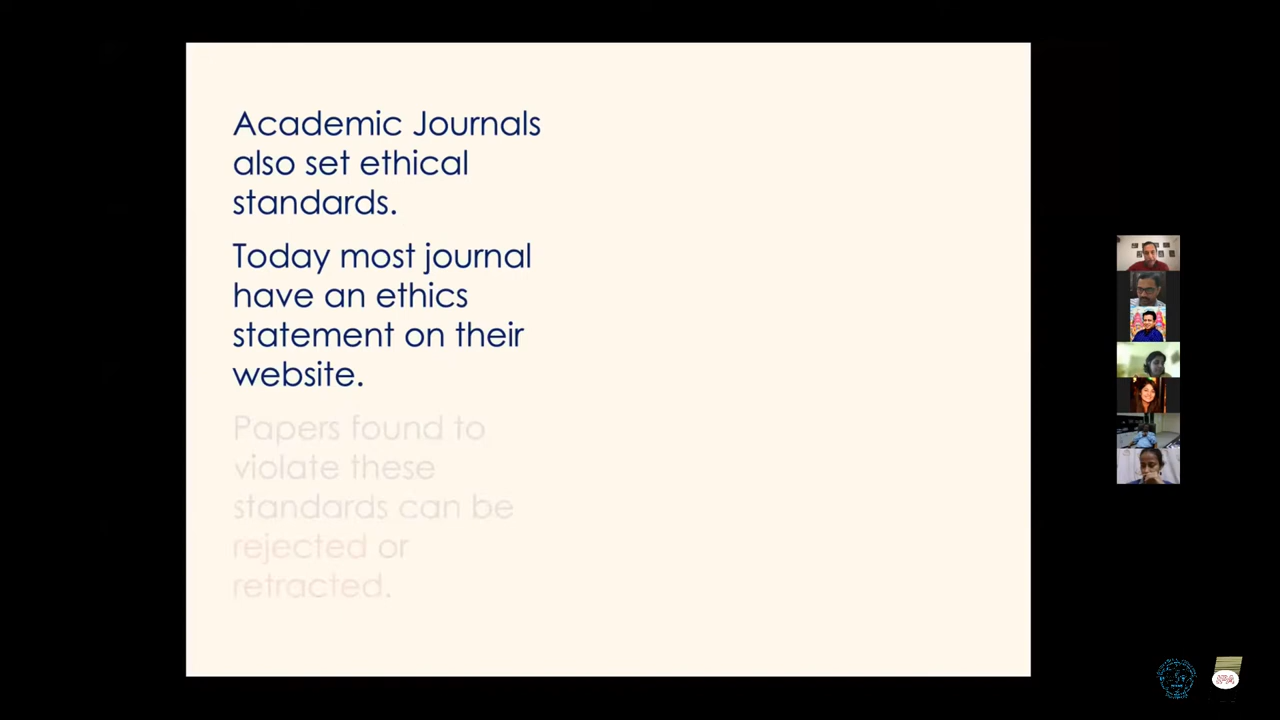 Academic Journals
also set ethical
standards.
Today most journal
have an ethics
statement on their
website.
Papers found to
violate these
standards can be
rejected or
retracted.